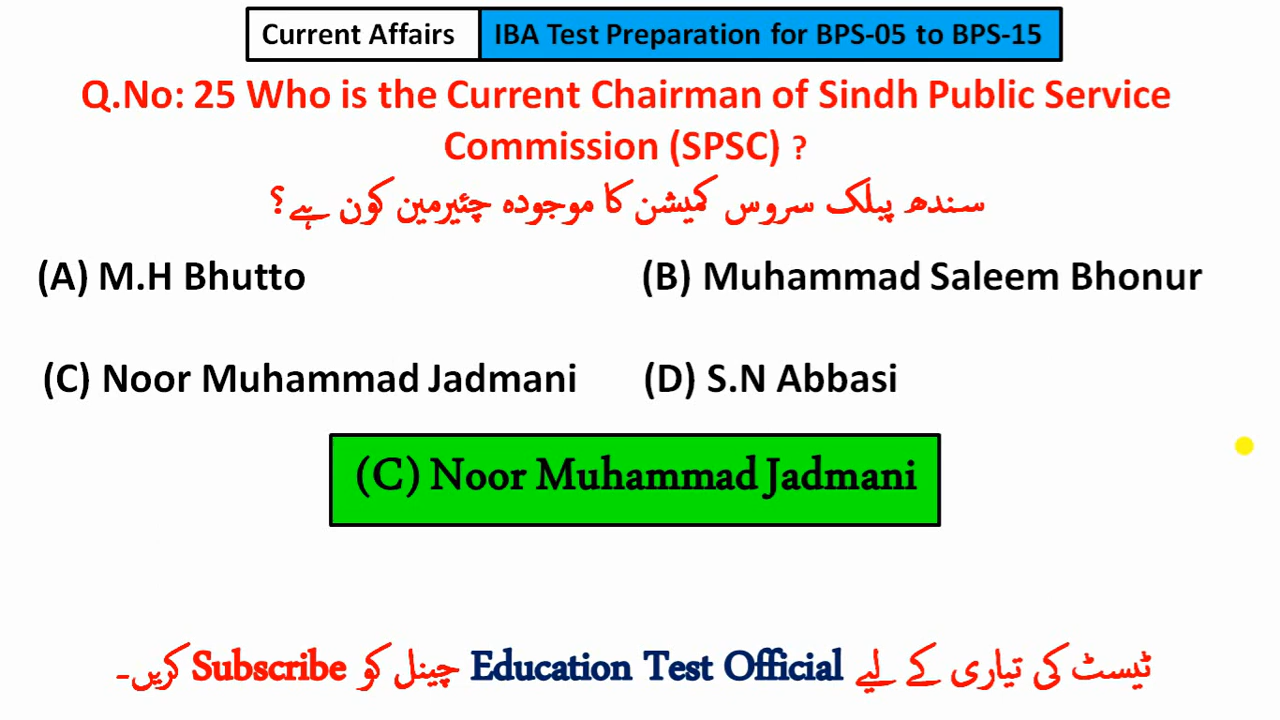 Current Affairs IBA Test Preparation for BPS-05 to BPS-15
Q.No: 25 Who is the Current Chairman of Sindh Public Service
Commission (SPSC) ?
سندھ پبلک سروس کمیشن کا موجودہ چئیرمین کون ہے؟
(A) M.H Bhutto (B) Muhammad Saleem Bhonur
(C) Noor Muhammad Jadmani (D) S.N Abbasi
(C) Noor Muhammad Jadmani
ٹیسٹ کی تیاری کے لیے Education Test Official چینل کو Subscribe کریں۔